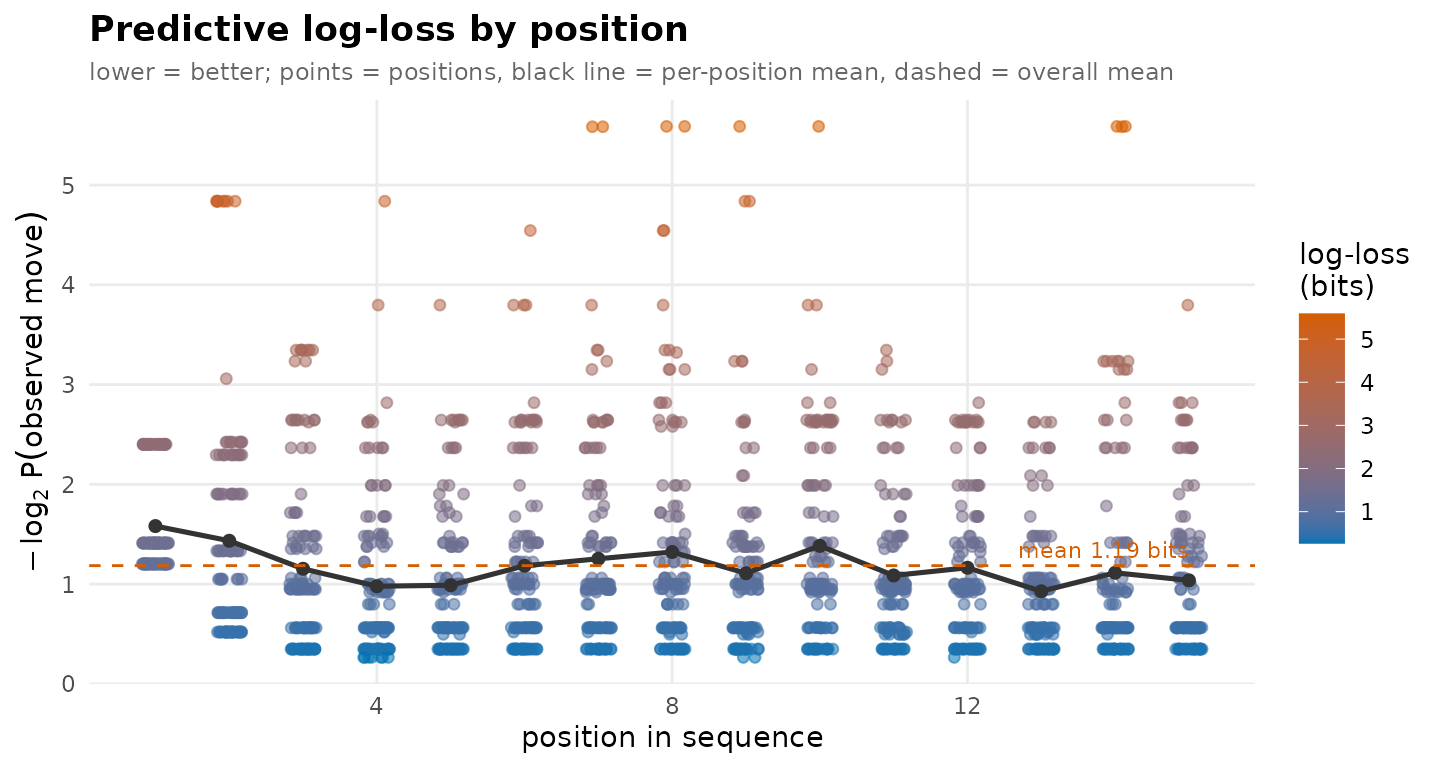 Predictive log-loss by position
lower = better; points = positions, black line = per-position mean, dashed = overall mean
− log₂ P(observed move)
5
4
3
2
1
0
mean 1.19 bits
4
8
12
position in sequence
log-loss
(bits)
5
4
3
2
1